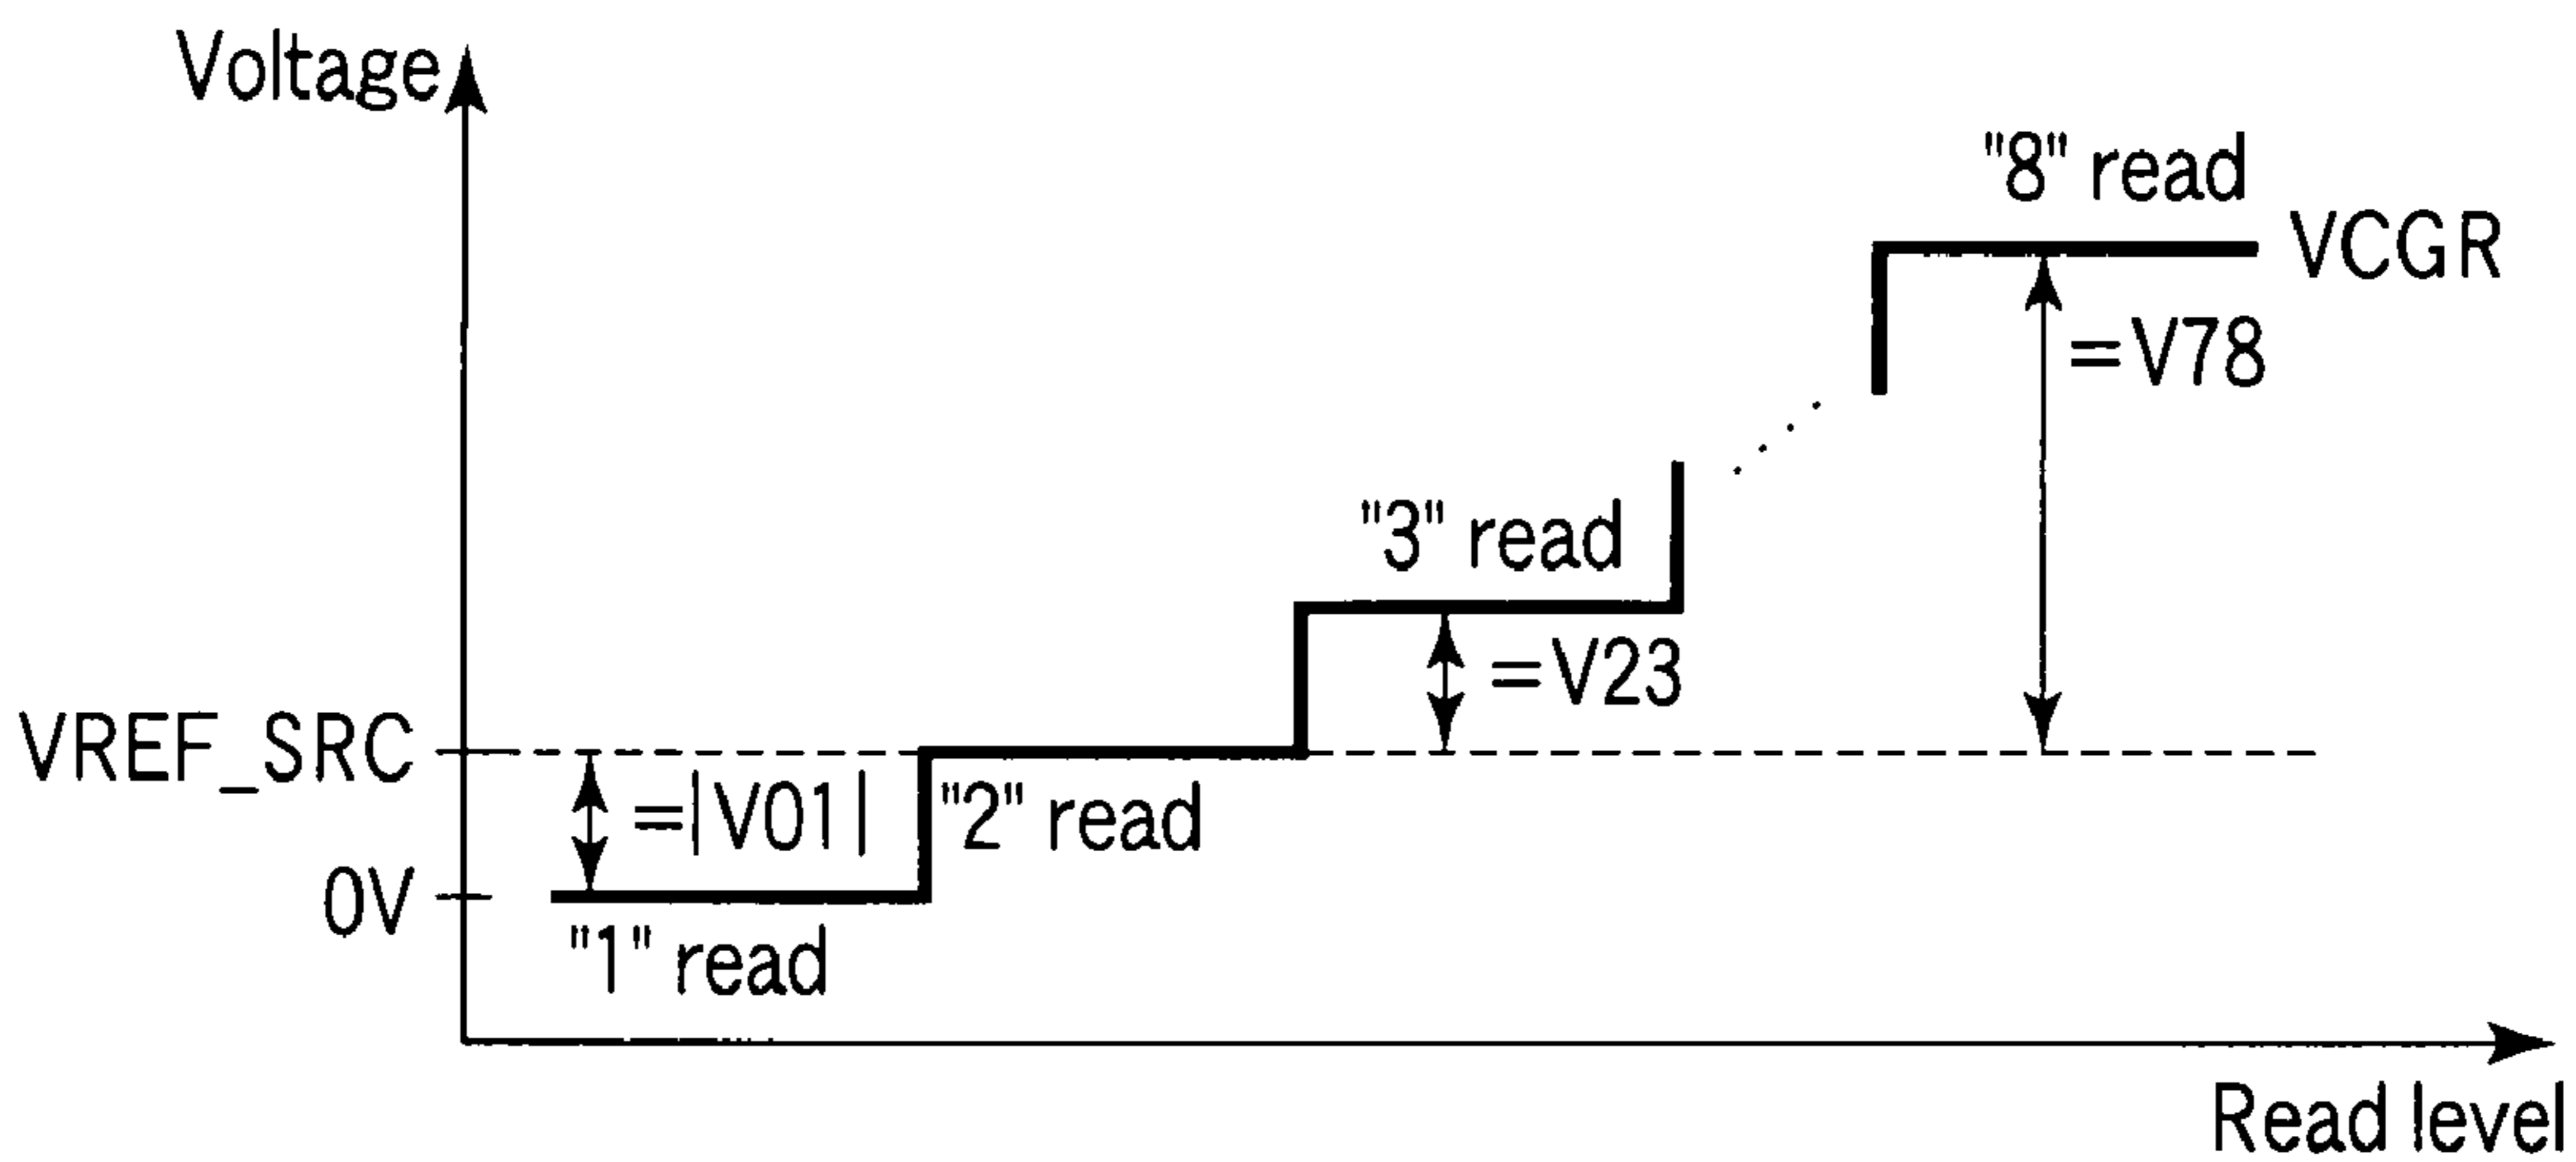 Voltage
"8" read
VCGR
=V78
"3" read
=V23
VREF_SRC
=|V01|
"2" read
0V
"1" read
Read level